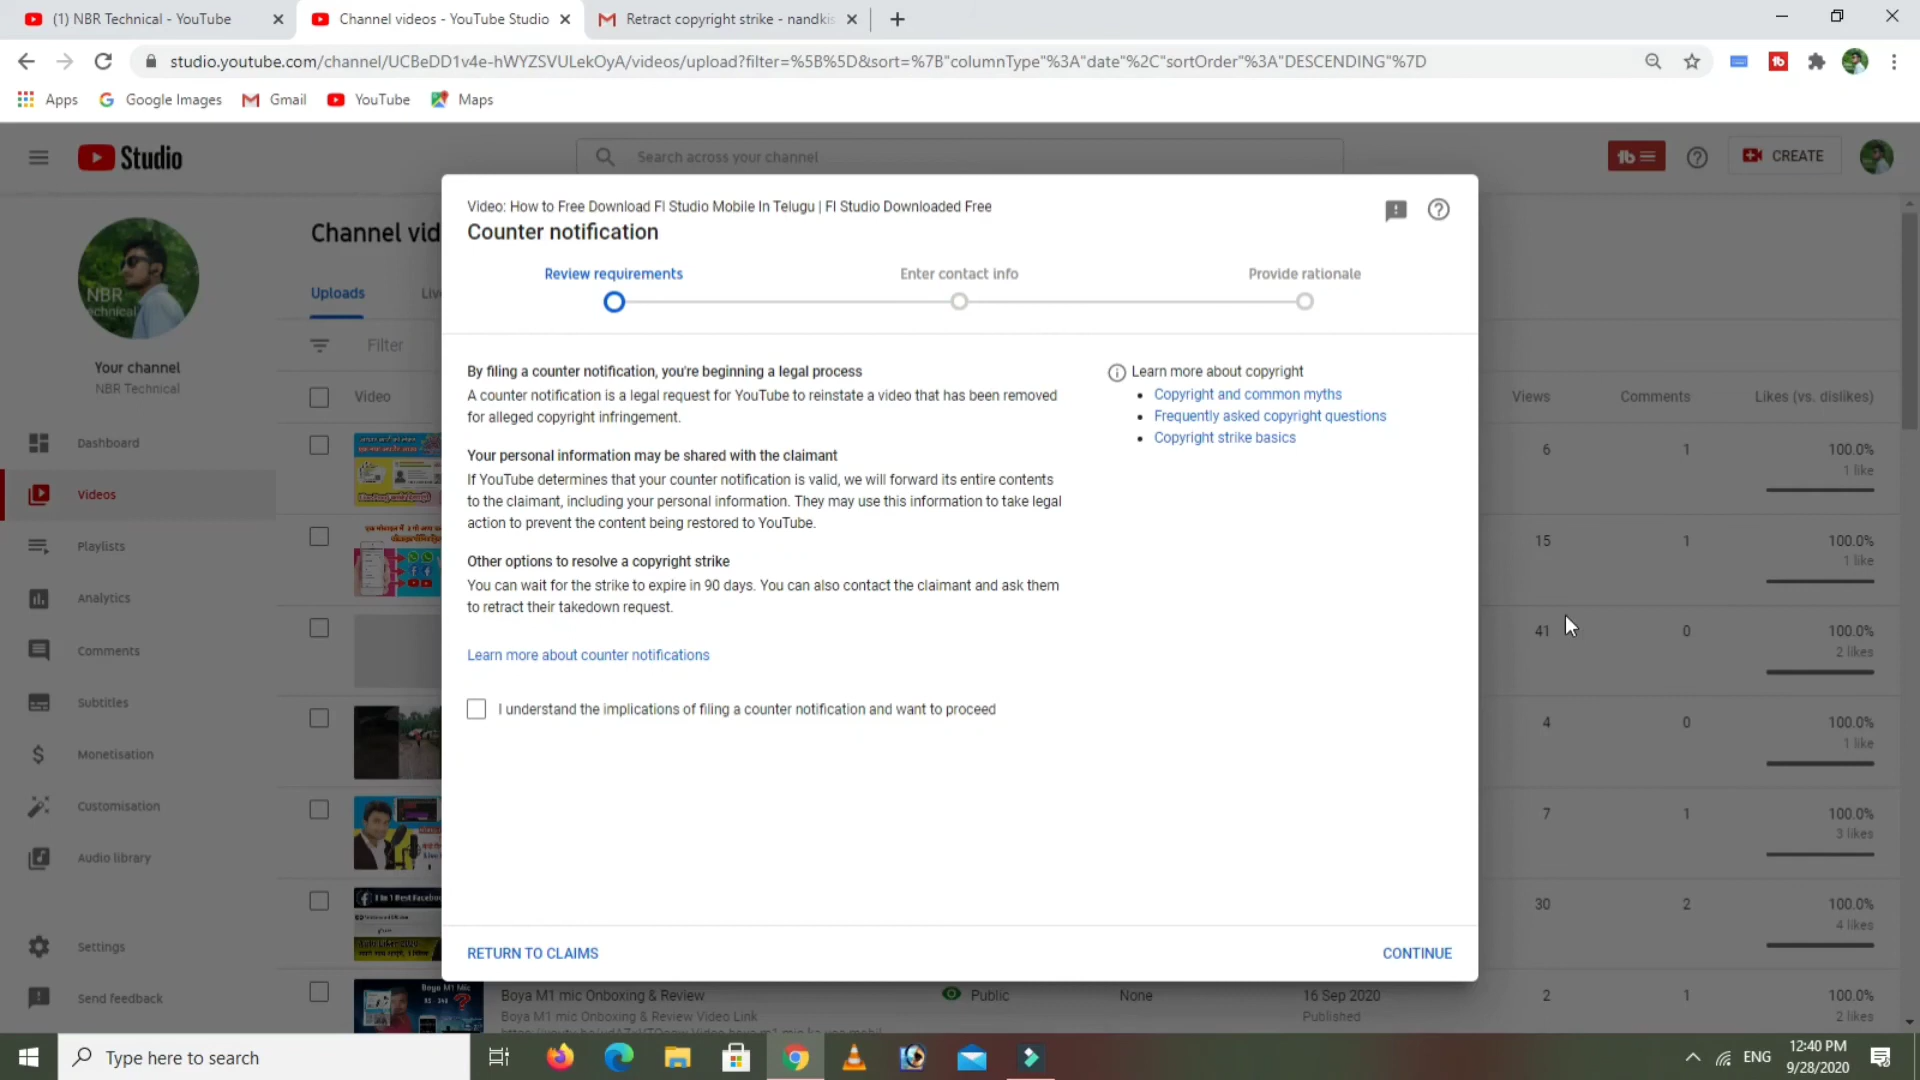 (1) NBR Technical - YouTube
Channel videos - YouTube Studio
Retract copyright strike - nandkis
studio.youtube.com/channel/UCBeDD1v4e-hWYZSVULekOyA/videos/upload?filter=%5B%5D&sort=%7B"columnType"%3A"date"%2C"sortOrder"%3A"DESCENDING"%7D
Apps Google Images Gmail YouTube Maps
Studio
Search across your channel
CREATE
Video: How to Free Download Fl Studio Mobile In Telugu | Fl Studio Downloaded Free
Counter notification
Review requirements
Enter contact info
Provide rationale
By filing a counter notification, you're beginning a legal process
A counter notification is a legal request for YouTube to reinstate a video that has been removed
for alleged copyright infringement.
Your personal information may be shared with the claimant
If YouTube determines that your counter notification is valid, we will forward its entire contents
to the claimant, including your personal information. They may use this information to take legal
action to prevent the content being restored to YouTube.
Other options to resolve a copyright strike
You can wait for the strike to expire in 90 days. You can also contact the claimant and ask them
to retract their takedown request.
Learn more about counter notifications
I understand the implications of filing a counter notification and want to proceed
Learn more about copyright
Copyright and common myths
Frequently asked copyright questions
Copyright strike basics
RETURN TO CLAIMS
CONTINUE
NBR
Your channel
NBR Technical
Dashboard
Videos
Playlists
Analytics
Comments
Subtitles
Monetisation
Customisation
Audio library
Settings
Send feedback
Channel vid
Uploads
Filter
Video
Views
Comments
Likes (vs. dislikes)
6 1 100.0%
1 like
15 1 100.0%
1 like
41 0 100.0%
2 likes
4 0 100.0%
1 like
7 1 100.0%
3 likes
30 2 100.0%
4 likes
Boya M1 Mic
Boya M1 mic Onboxing & Review
Public
None
16 Sep 2020
2 1 100.0%
Boya M1 mic Onboxing & Review Video Link
Published
2 likes
Type here to search
ENG
12:40 PM
9/28/2020